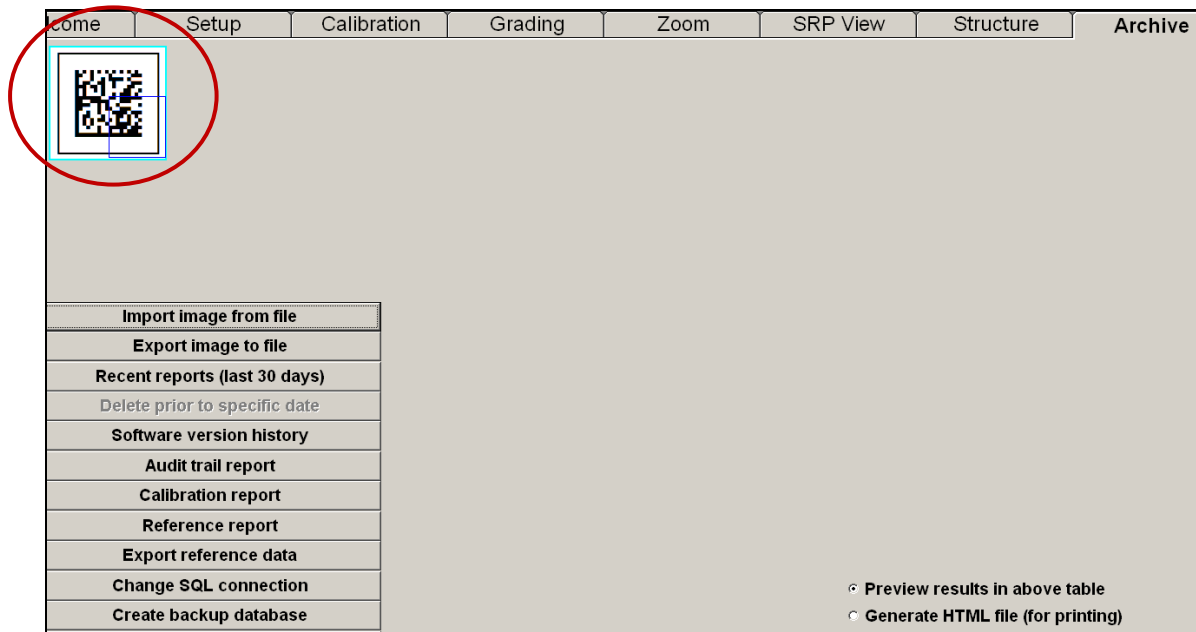 lcome Setup Calibration Grading Zoom SRP View Structure Archive
Import image from file
Export image to file
Recent reports (last 30 days)
Delete prior to specific date
Software version history
Audit trail report
Calibration report
Reference report
Export reference data
Change SQL connection
Create backup database
Preview results in above table
Generate HTML file (for printing)